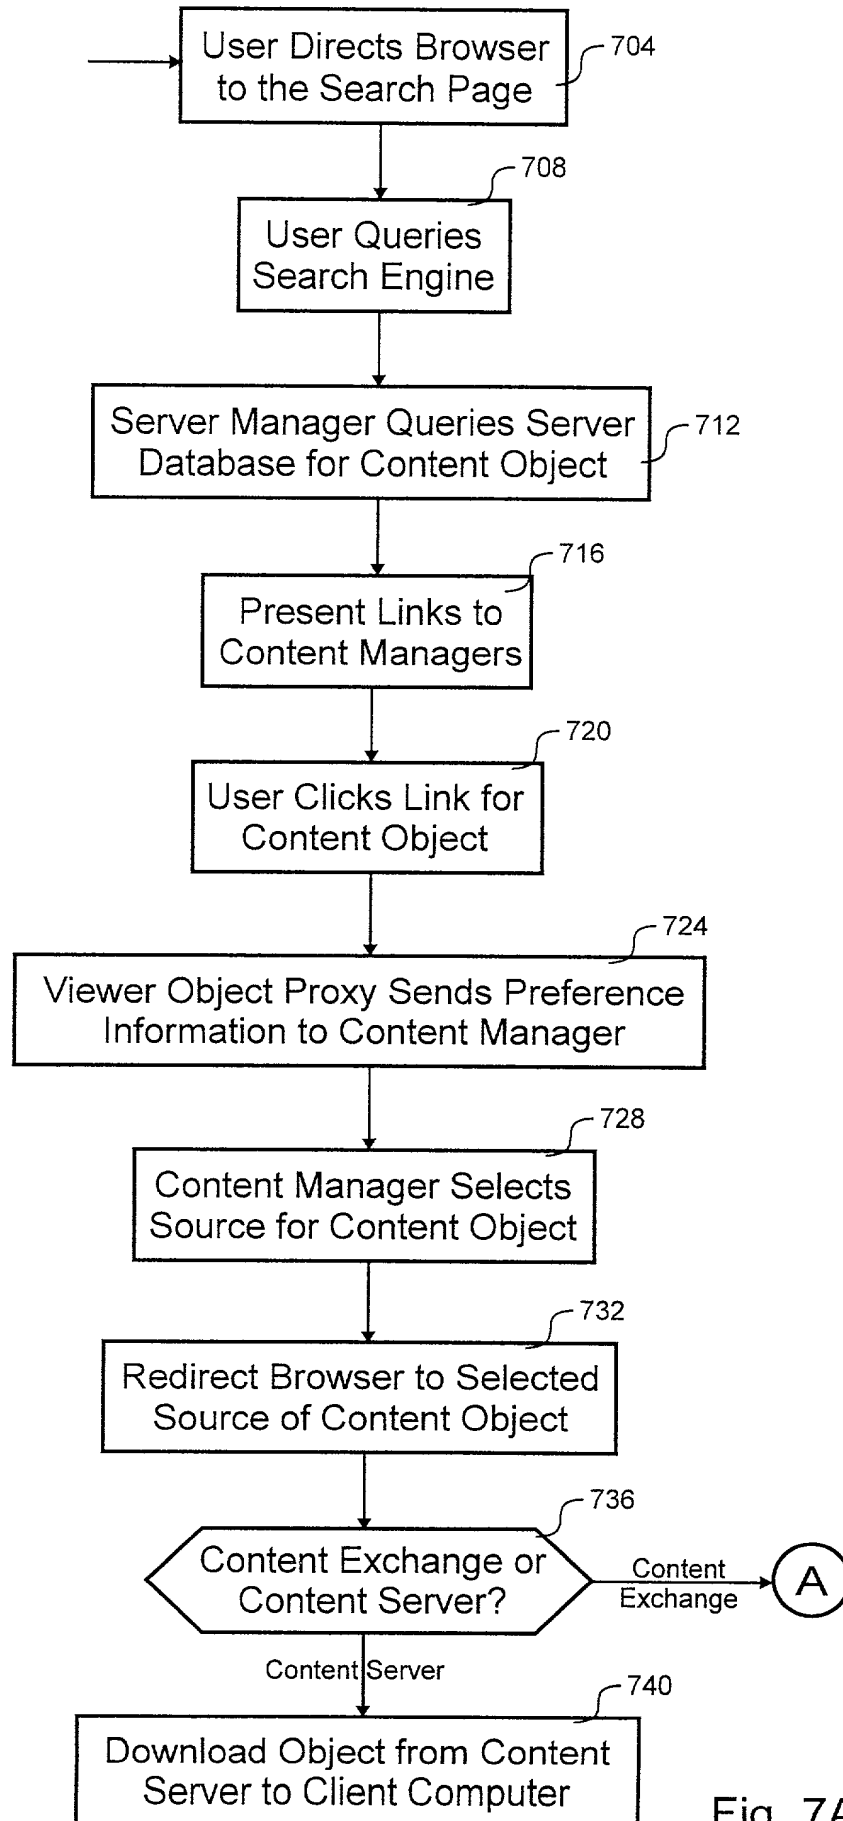 User Directs Browser
to the Search Page
704
708
User Queries
Search Engine
Server Manager Queries Server
Database for Content Object
712
716
Present Links to
Content Managers
720
User Clicks Link for
Content Object
724
Viewer Object Proxy Sends Preference
Information to Content Manager
728
Content Manager Selects
Source for Content Object
732
Redirect Browser to Selected
Source of Content Object
736
Content Exchange or
Content Server?
Content
Exchange
A
Content Server
740
Download Object from Content
Server to Client Computer
Fig. 7A